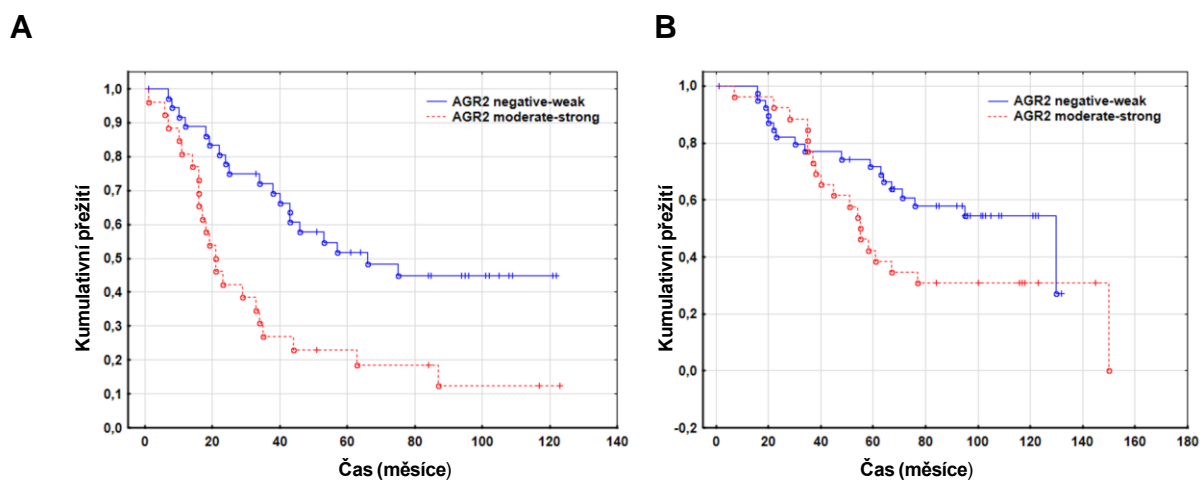 A
B
AGR2 negative-weak
AGR2 moderate-strong
Kumulativní přežití
1,0
0,9
0,8
0,7
0,6
0,5
0,4
0,3
0,2
0,1
0,0
0 20 40 60 80 100 120 140
Čas (měsíce)
AGR2 negative-weak
AGR2 moderate-strong
Kumulativní přežití
1,0
0,8
0,6
0,4
0,2
0,0
-0,2
0 20 40 60 80 100 120 140 160 180
Čas (měsíce)